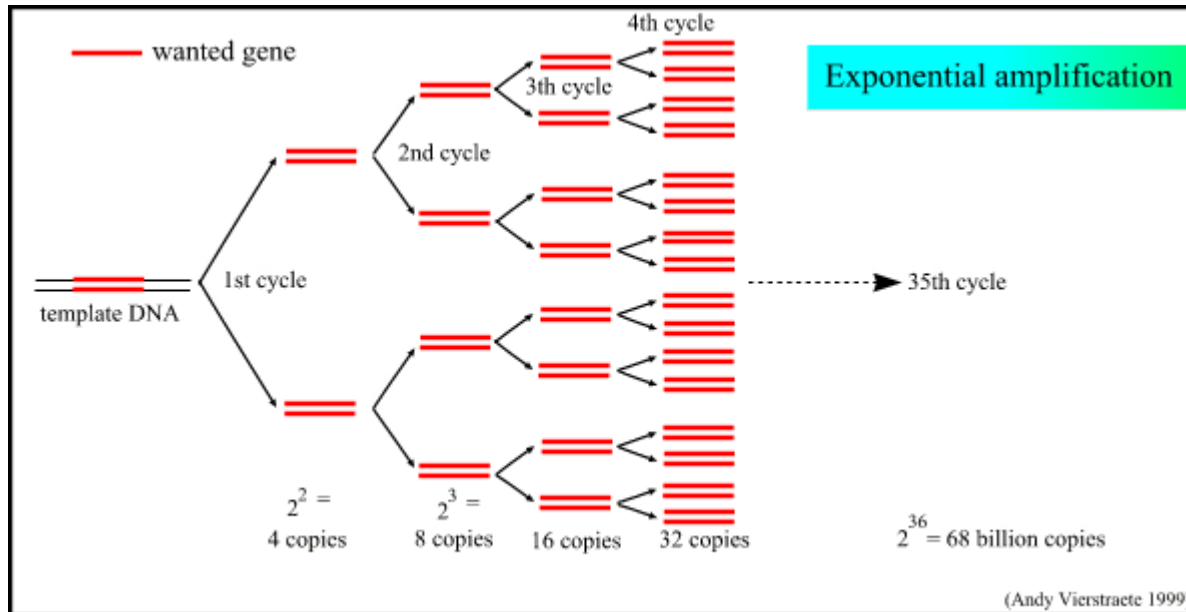 4th cycle
wanted gene
Exponential amplification
3th cycle
2nd cycle
1st cycle
35th cycle
template DNA
2^2 =
4 copies
2^3 =
8 copies
16 copies
32 copies
2^36 = 68 billion copies
(Andy Vierstraete 1999